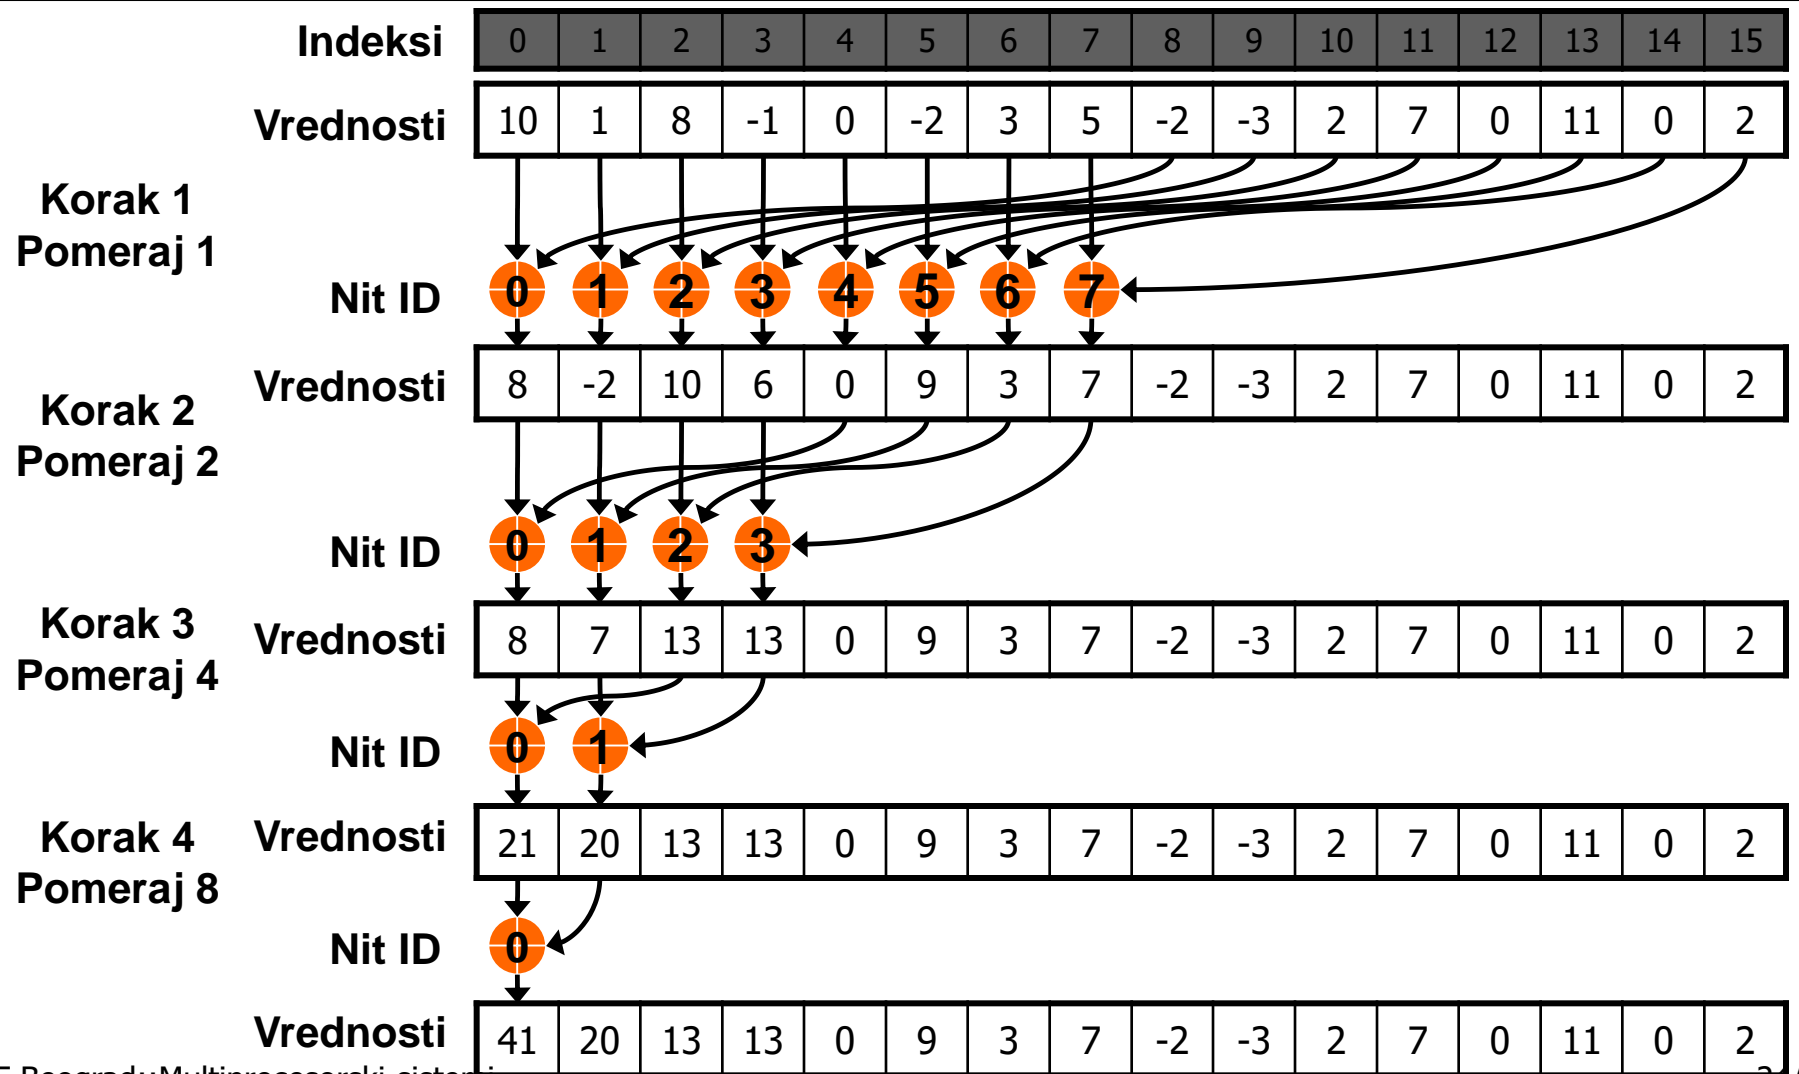 Indeksi 0 1 2 3 4 5 6 7 8 9 10 11 12 13 14 15
Vrednosti 10 1 8 -1 0 -2 3 5 -2 -3 2 7 0 11 0 2
Korak 1
Pomeraj 1
Nit ID 0 1 2 3 4 5 6 7
Vrednosti 8 -2 10 6 0 9 3 7 -2 -3 2 7 0 11 0 2
Korak 2
Pomeraj 2
Nit ID 0 1 2 3
Korak 3
Pomeraj 4
Vrednosti 8 7 13 13 0 9 3 7 -2 -3 2 7 0 11 0 2
Nit ID 0 1
Korak 4
Pomeraj 8
Vrednosti 21 20 13 13 0 9 3 7 -2 -3 2 7 0 11 0 2
Nit ID 0
Vrednosti 41 20 13 13 0 9 3 7 -2 -3 2 7 0 11 0 2